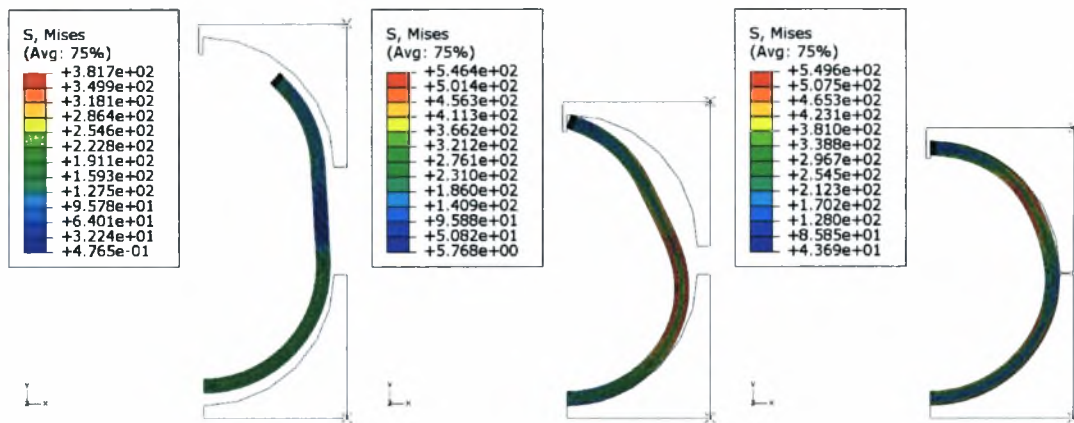 S, Mises
(Avg: 75%)
+3.817e+02
+3.499e+02
+3.181e+02
+2.864e+02
+2.546e+02
+2.228e+02
+1.911e+02
+1.593e+02
+1.275e+02
+9.578e+01
+6.401e+01
+3.224e+01
+4.765e-01
S, Mises
(Avg: 75%)
+5.464e+02
+5.014e+02
+4.563e+02
+4.113e+02
+3.662e+02
+3.212e+02
+2.761e+02
+2.310e+02
+1.860e+02
+1.409e+02
+9.588e+01
+5.082e+01
+5.768e+00
S, Mises
(Avg: 75%)
+5.496e+02
+5.075e+02
+4.653e+02
+4.231e+02
+3.810e+02
+3.388e+02
+2.967e+02
+2.545e+02
+2.123e+02
+1.702e+02
+1.280e+02
+8.585e+01
+4.369e+01
Y
X
Y
X
Y
X